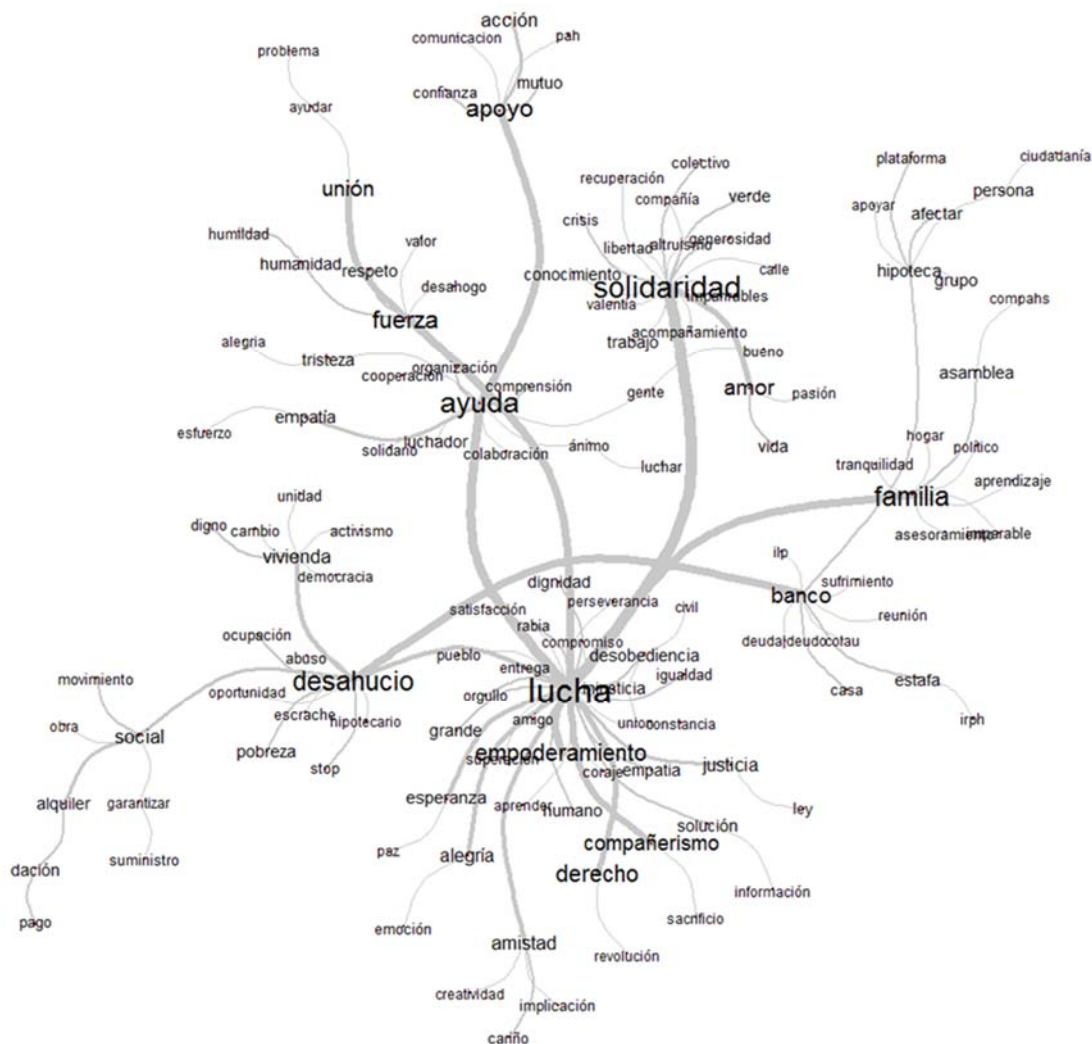 acción
comunicacion
pah
problema
confianza
mutuo
ayudar
apoyo
colectivo
plataforma
ciudadanía
recuperación
unión
compañía
verde
persona
apoyar
afectar
crisis
humildad
valor
altruismo
generosidad
humanidad
respeto
conocimiento
calle
hipoteca
grupo
desahogo
solidaridad
valentía
compahs
fuerza
acompañamiento
alegria
trabajo
tristeza
organización
bueno
cooperación
comprensión
asamblea
ayuda
gente
amor
pasión
empatía
esfuerzo
luchador
hogar
ánimo
vida
político
colaboración
luchar
tranquilidad
aprendizaje
unidad
familia
digno
cambio
activismo
asesoramiento
imparable
vivienda
ilp
democracia
dignidad
sufrimiento
banco
satisfacción
perseverancia
civil
reunión
rabia
ocupación
compromiso
abaso
pueblo
desobediencia
entrega
igualdad
movimiento
desahucio
estafa
oportunidad
orgullo
lucha
casa
escrache
hipotecario
amigo
constancia
obra
grande
irph
social
pobreza
empoderamiento
stop
coraje
empatia
justicia
alquiler
garantizar
esperanza
aprender
humano
ley
solución
compañerismo
paz
alegría
suministro
dación
derecho
información
pago
sacrificio
emoción
amistad
revolución
creatividad
implicación
cariño